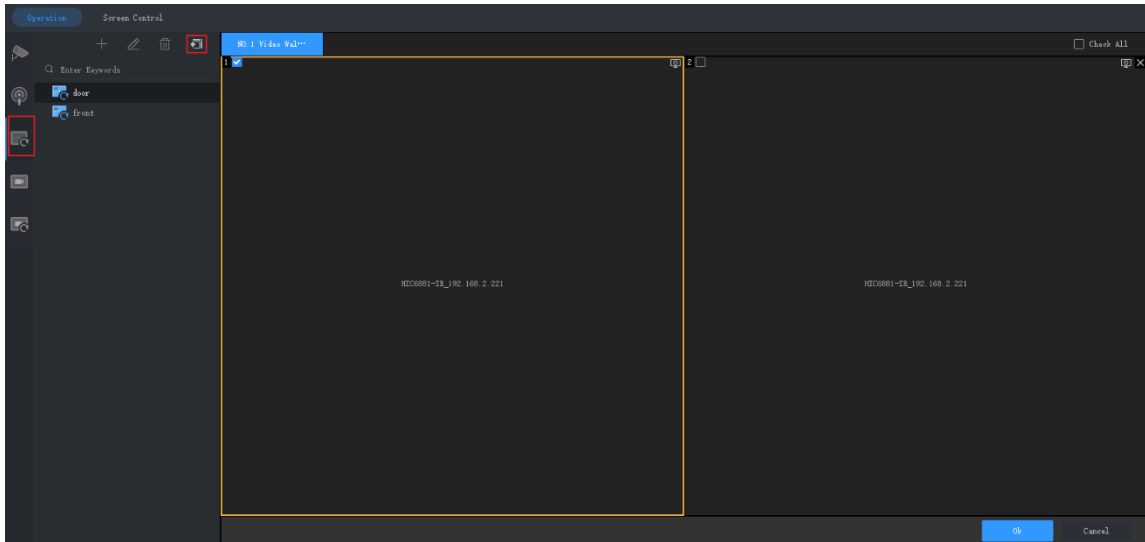 Operation Screen Control
NO.1 Video Wal··· Check All
1 2
Enter Keywords
door
front
HIC6881-IR_192.168.2.221 HIC6881-IR_192.168.2.221
Ok Cancel